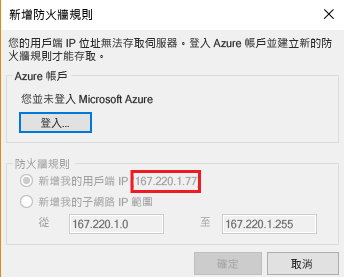 新增防火牆規則
您的用戶端 IP 位址無法存取伺服器。登入 Azure 帳戶並建立新的防
火牆規則才能存取。
Azure 帳戶
您並未登入 Microsoft Azure
登入...
防火牆規則
新增我的用戶端 IP 167.220.1.77
新增我的子網路 IP 範圍
從 167.220.1.0 至 167.220.1.255
確定 取消